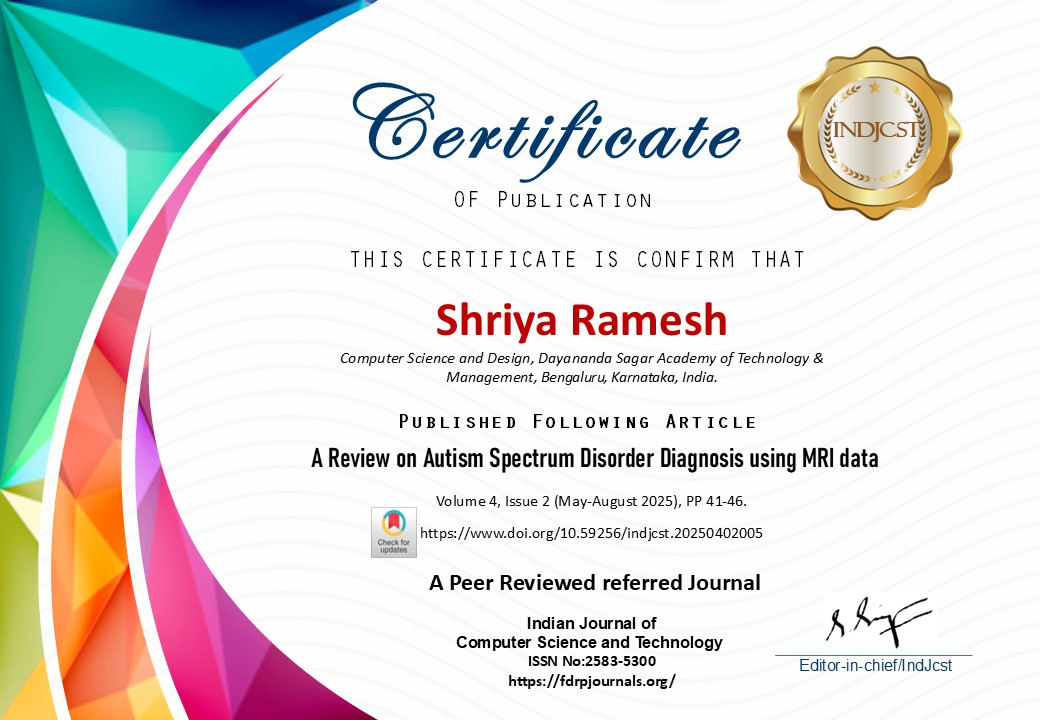 Certificate
OF PUBLICATION
INDJCST
THIS CERTIFICATE IS CONFIRM THAT
Shriya Ramesh
Computer Science and Design, Dayananda Sagar Academy of Technology &
Management, Bengaluru, Karnataka, India.
PUBLISHED FOLLOWING ARTICLE
A Review on Autism Spectrum Disorder Diagnosis using MRI data
Volume 4, Issue 2 (May-August 2025), PP 41-46.
Check for
updates
https://www.doi.org/10.59256/indjcst.20250402005
A Peer Reviewed referred Journal
Indian Journal of
Computer Science and Technology
ISSN No:2583-5300
https://fdrpjournals.org/
Editor-in-chief/IndJcst